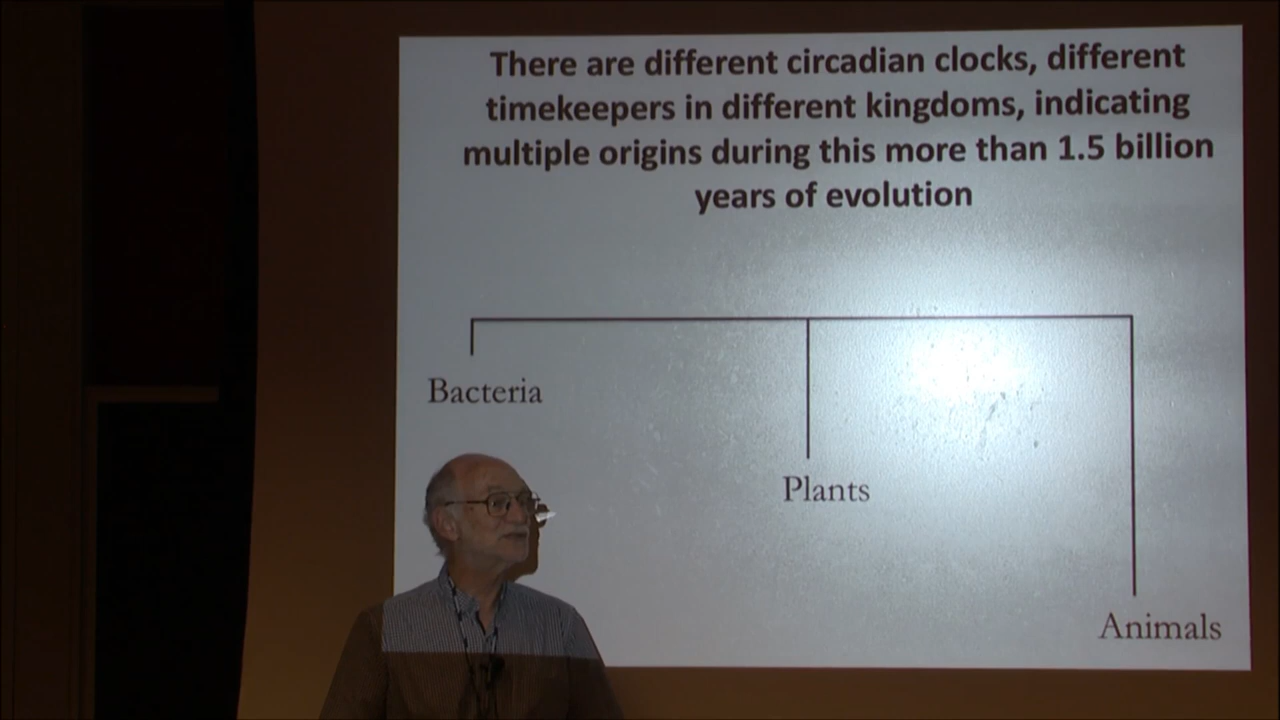 There are different circadian clocks, different
timekeepers in different kingdoms, indicating
multiple origins during this more than 1.5 billion
years of evolution
Bacteria
Plants
Animals